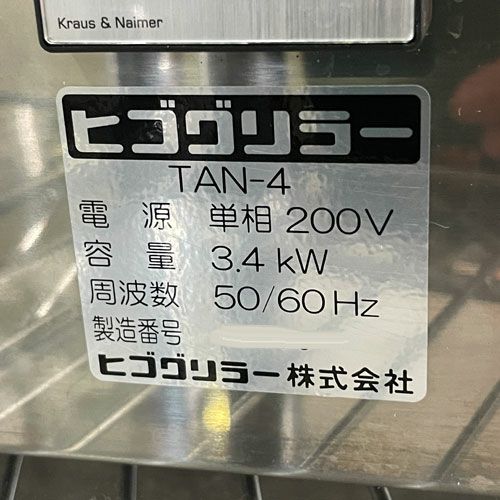 Kraus & Naimer
ヒゴグリラー
TAN-4
電源 単相 200V
容量 3.4 kW
周波数 50/60 Hz
製造番号
ヒゴグリラー株式会社